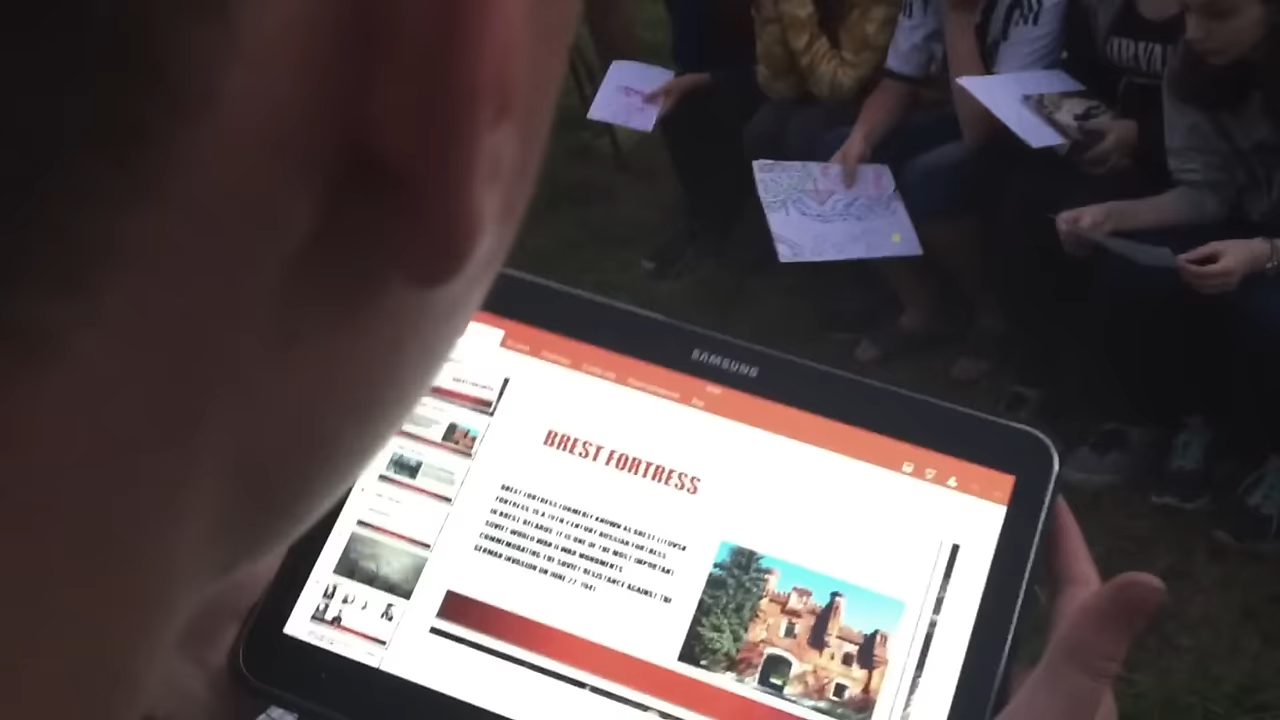 IRVAN
SAMSUNG
BREST FORTRESS
BREST FORTRESS FORMERLY KNOWN AS BREST-LITOVSK
FORTRESS, IS A 19TH CENTURY RUSSIAN FORTRESS
IN BREST, BELARUS. IT IS ONE OF THE MOST IMPORTANT
SOVIET WORLD WAR II WAR MONUMENTS
COMMEMORATING THE SOVIET RESISTANCE AGAINST THE
GERMAN INVASION ON JUNE 22, 1941